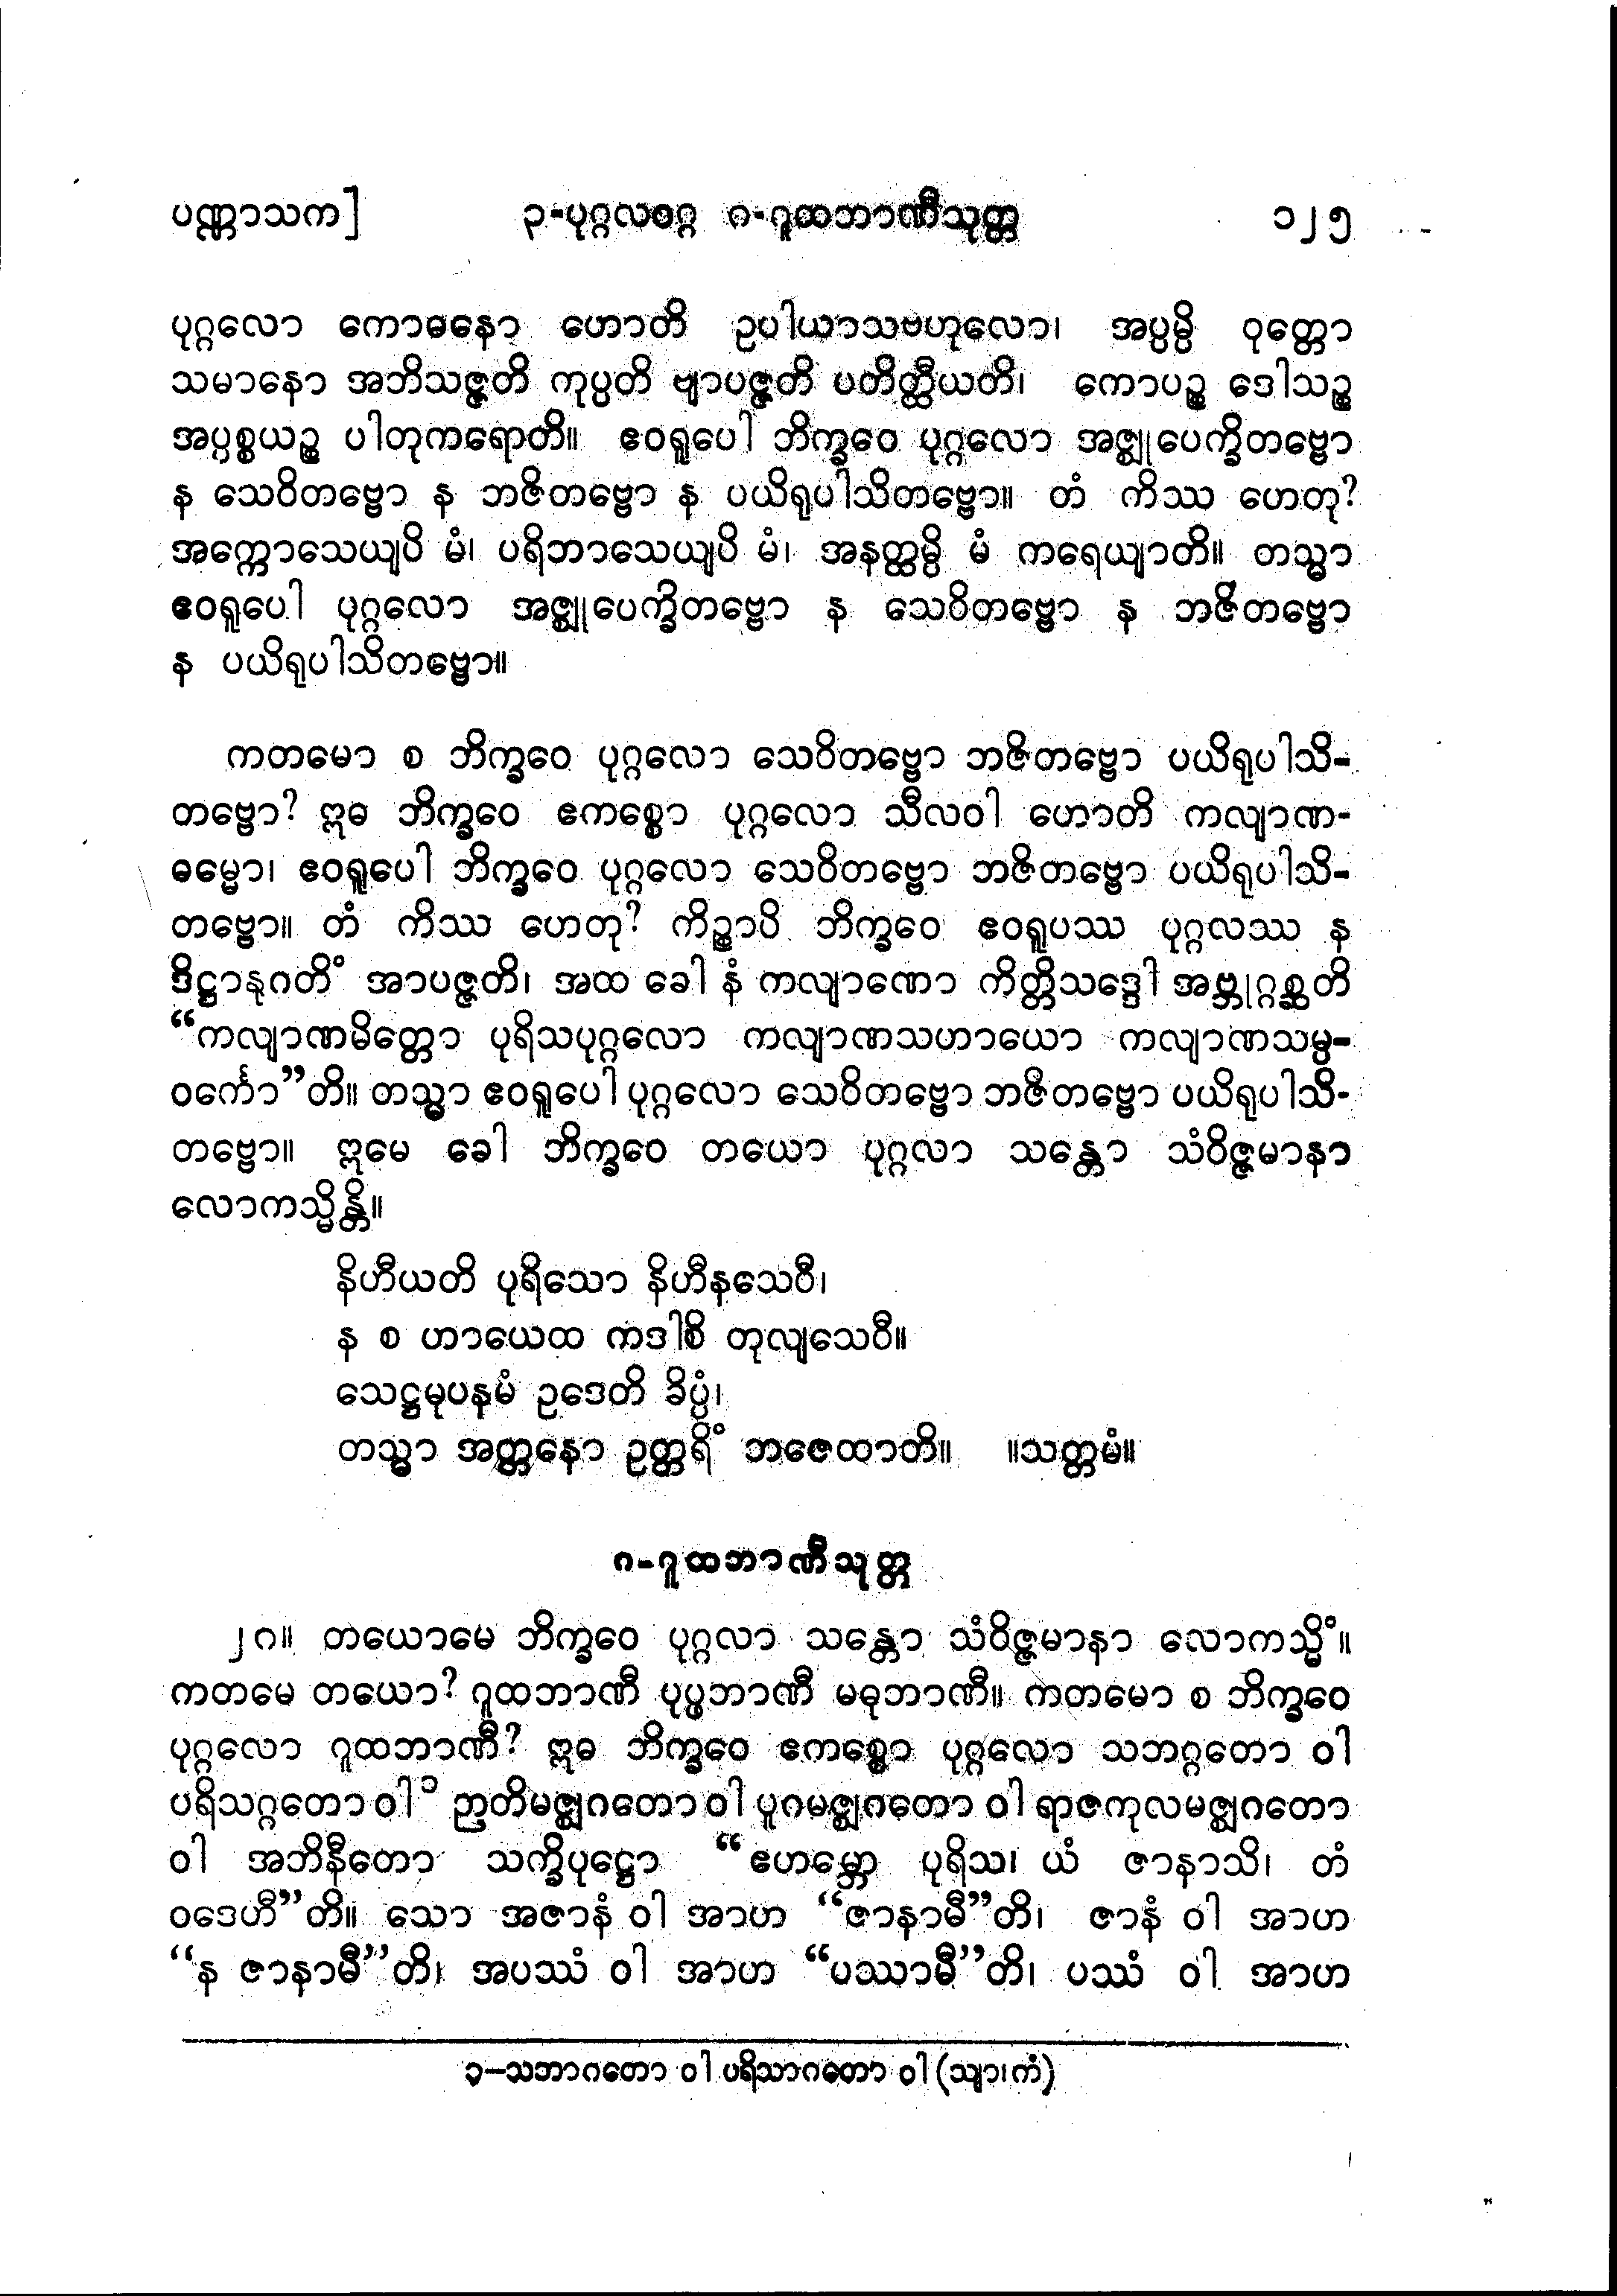 ပဏ္ဏာသက] ၃-ပုဂ္ဂလဝဂ္ဂ ၈-ဂူထဘာဏီသုတ္တ ၁၂၅
ပုဂ္ဂလော ကောဓနော ဟောတိ ဥပါယာသဗဟုလော၊ အပ္ပမ္ပိ ဝုတ္တော
သမာနော အဘိသဇ္ဇတိ ကုပ္ပတိ ဗျာပဇ္ဇတိ ပတိတ္ထီယတိ၊ ကောပဉ္စ ဒေါသဉ္စ
အပ္ပစ္စယဉ္စ ပါတုကရောတိ။ ဧဝရူပေါ ဘိက္ခဝေ ပုဂ္ဂလော အဇ္ဈုပေက္ခိတဗ္ဗော
န သေဝိတဗ္ဗော န ဘဇိတဗ္ဗော န ပယိရုပါသိတဗ္ဗော။ တံ ကိဿ ဟေတု?
အက္ကောသေယျပိ မံ၊ ပရိဘာသေယျပိ မံ၊ အနတ္ထမ္ပိ မံ ကရေယျာတိ။ တသ္မာ
ဧဝရူပေါ ပုဂ္ဂလော အဇ္ဈုပေက္ခိတဗ္ဗော န သေဝိတဗ္ဗော န ဘဇိတဗ္ဗော
န ပယိရုပါသိတဗ္ဗော။
ကတမော စ ဘိက္ခဝေ ပုဂ္ဂလော သေဝိတဗ္ဗော ဘဇိတဗ္ဗော ပယိရုပါသိ-
တဗ္ဗော? ဣဓ ဘိက္ခဝေ ဧကစ္စော ပုဂ္ဂလော သီလဝါ ဟောတိ ကလျာဏ-
ဓမ္မော၊ ဧဝရူပေါ ဘိက္ခဝေ ပုဂ္ဂလော သေဝိတဗ္ဗော ဘဇိတဗ္ဗော ပယိရုပါသိ-
တဗ္ဗော။ တံ ကိဿ ဟေတု? ကိဉ္စာပိ ဘိက္ခဝေ ဧဝရူပဿ ပုဂ္ဂလဿ န
ဒိဋ္ဌာနုဂတိံ အာပဇ္ဇတိ၊ အထ ခေါ နံ ကလျာဏော ကိတ္တိသဒ္ဒေါ အဗ္ဘုဂ္ဂစ္ဆတိ
“ကလျာဏမိတ္တော ပုရိသပုဂ္ဂလော ကလျာဏသဟာယော ကလျာဏသမ္ပ-
ဝင်္ကော”တိ။ တသ္မာ ဧဝရူပေါ ပုဂ္ဂလော သေဝိတဗ္ဗော ဘဇိတဗ္ဗော ပယိရုပါသိ-
တဗ္ဗော။ ဣမေ ခေါ ဘိက္ခဝေ တယော ပုဂ္ဂလာ သန္တော သံဝိဇ္ဇမာနာ
လောကသ္မိန္တိ။
နိဟီယတိ ပုရိသော နိဟီနသေဝီ၊
န စ ဟာယေထ ကဒါစိ တုလျသေဝီ။
သေဋ္ဌမုပနမံ ဥဒေတိ ခိပ္ပံ၊
တသ္မာ အတ္တနော ဥတ္တရိံ ဘဇေထာတိ။ ။သတ္တမံ။
၈-ဂူထဘာဏီသုတ္တ
၂၈။ တယောမေ ဘိက္ခဝေ ပုဂ္ဂလာ သန္တော သံဝိဇ္ဇမာနာ လောကသ္မိံ။
ကတမေ တယော? ဂူထဘာဏီ ပုပ္ဖဘာဏီ မဓုဘာဏီ။ ကတမော စ ဘိက္ခဝေ
ပုဂ္ဂလော ဂူထဘာဏီ? ဣဓ ဘိက္ခဝေ ဧကစ္စော ပုဂ္ဂလော သဘဂ္ဂတော ဝါ
ပရိသဂ္ဂတော ဝါ ဉာတိမဇ္ဈဂတော ဝါ ပူဂမဇ္ဈဂတော ဝါ ရာဇကုလမဇ္ဈဂတော
ဝါ အဘိနီတော သက္ခိပုဋ္ဌော “ဧဟမ္ဘော ပုရိသ၊ ယံ ဇာနာသိ၊ တံ
ဝဒေဟီ”တိ။ သော အဇာနံ ဝါ အာဟ “ဇာနာမီ”တိ၊ ဇာနံ ဝါ အာဟ
“န ဇာနာမီ”တိ၊ အပဿံ ဝါ အာဟ “ပဿာမီ”တိ၊ ပဿံ ဝါ အာဟ
၁–သဘာဂတော ဝါ ပရိသာဂတော ဝါ (သျာ၊ကံ)